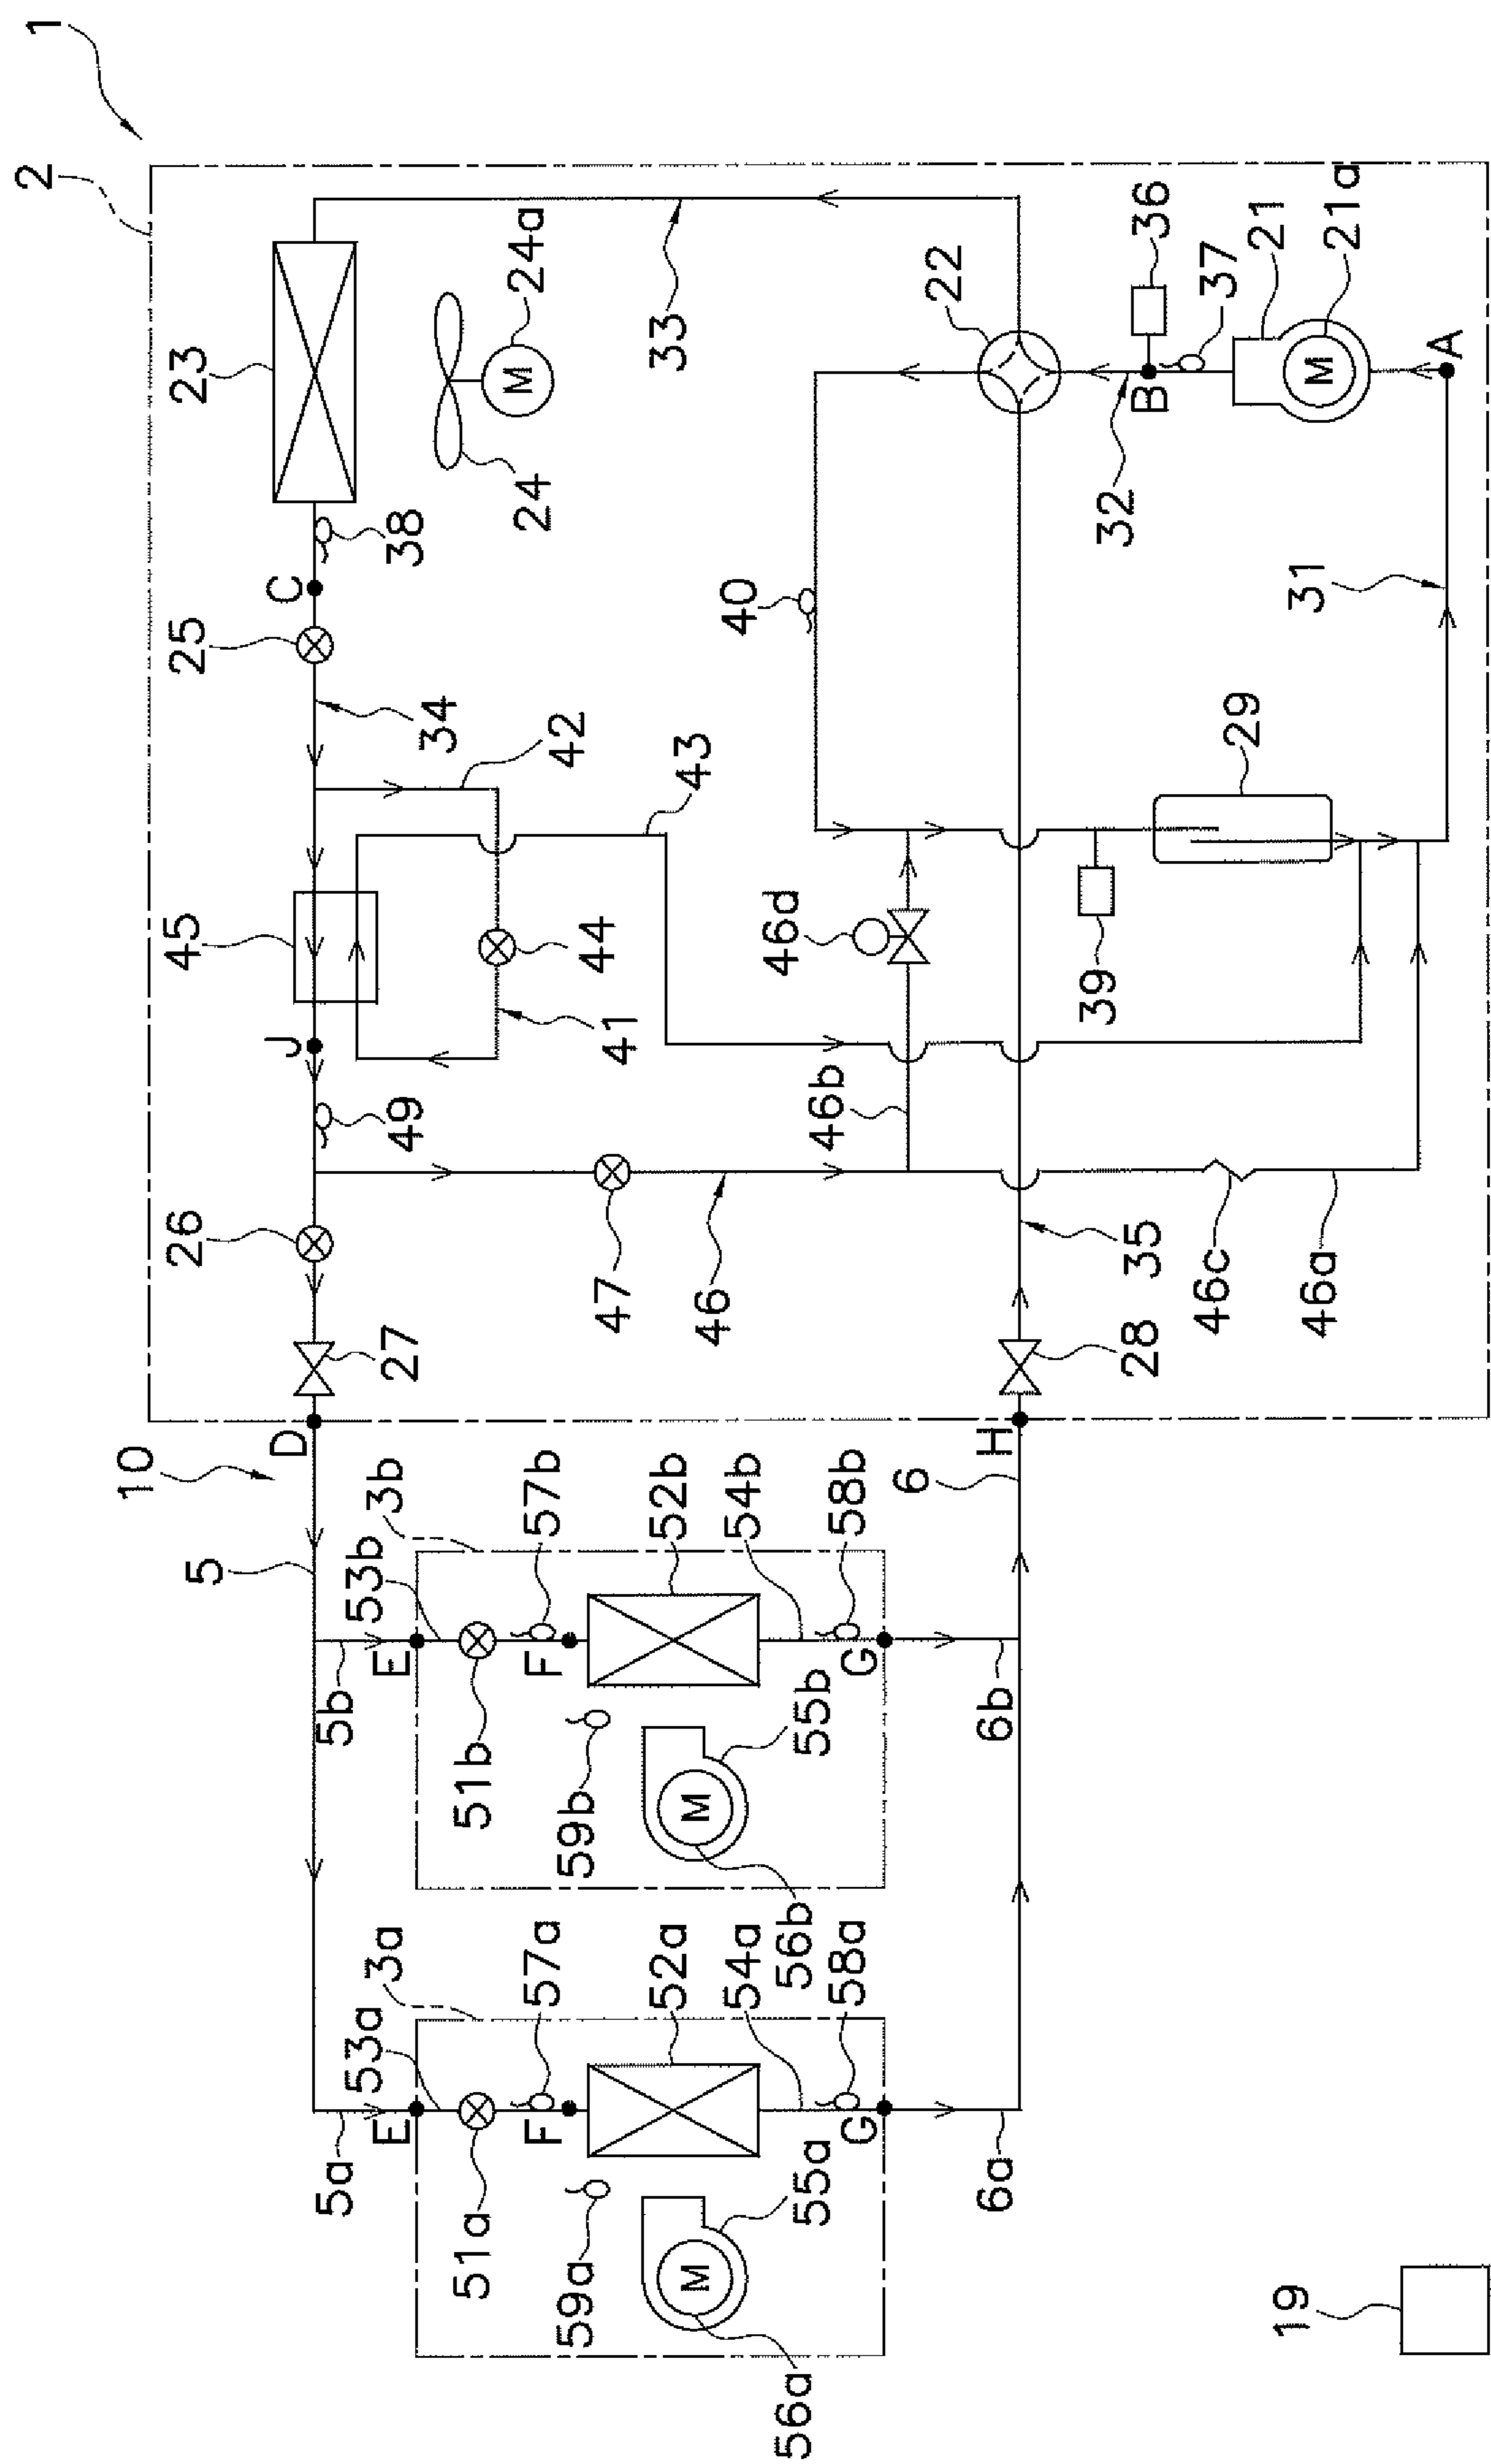 1
2
23
24a
M
24
33
22
36
37
B
21
21a
M
A
38
C
25
34
42
43
40
32
31
29
45
44
41
J
49
46d
39
46b
26
47
46
35
46c
46a
27
28
D
H
10
5
3b
53b
57b
52b
54b
58b
6
E
F
G
5b
51b
59b
M
55b
56b
6b
3a
53a
57a
52a
54a
58a
E
F
G
5a
51a
59a
M
55a
56a
6a
19